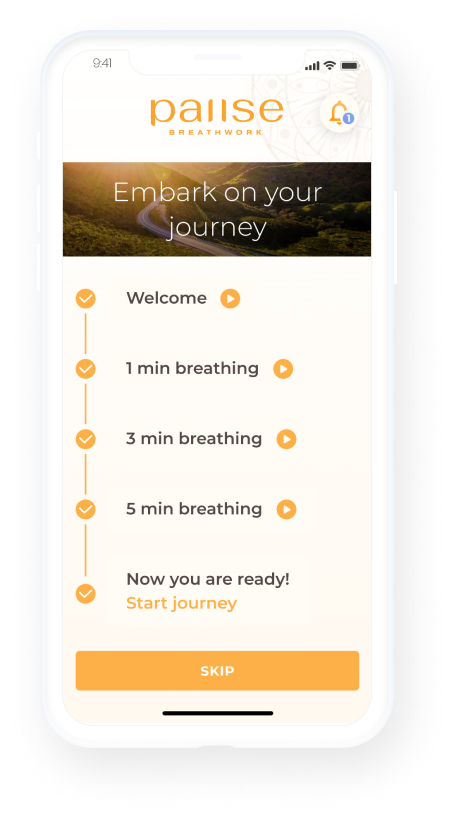 9:41
pause
BREATHWORK
1
Embark on your
journey
Welcome
1 min breathing
3 min breathing
5 min breathing
Now you are ready!
Start journey
SKIP